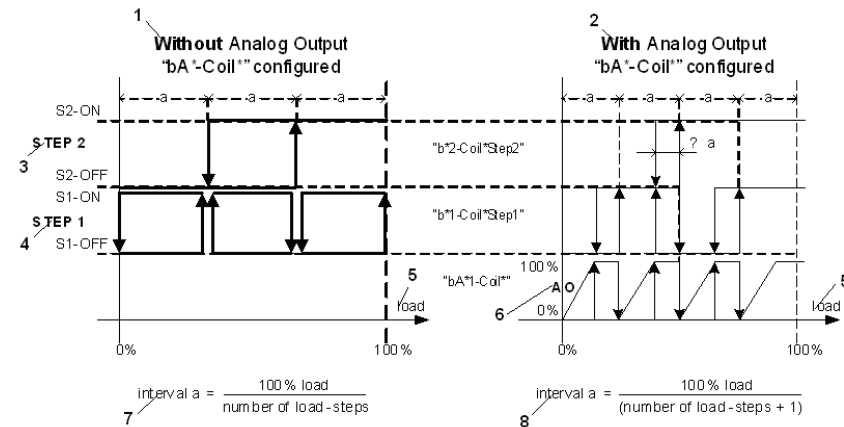 1
2
Without Analog Output
"bA*-Coil*" configured
With Analog Output
"bA*-Coil*" configured
a a a
a a a a
S2-ON
STEP 2
3
"b*2-Coil*Step2"
? a
S2-OFF
S1-ON
STEP 1
4
"b*1-Coil*Step1"
S1-OFF
5
"bA*1-Coil*"
100%
AO
6
0%
load
5
load
0%
100%
0%
100%
interval a = 100% load / number of load-steps
7
interval a = 100% load / (number of load-steps + 1)
8